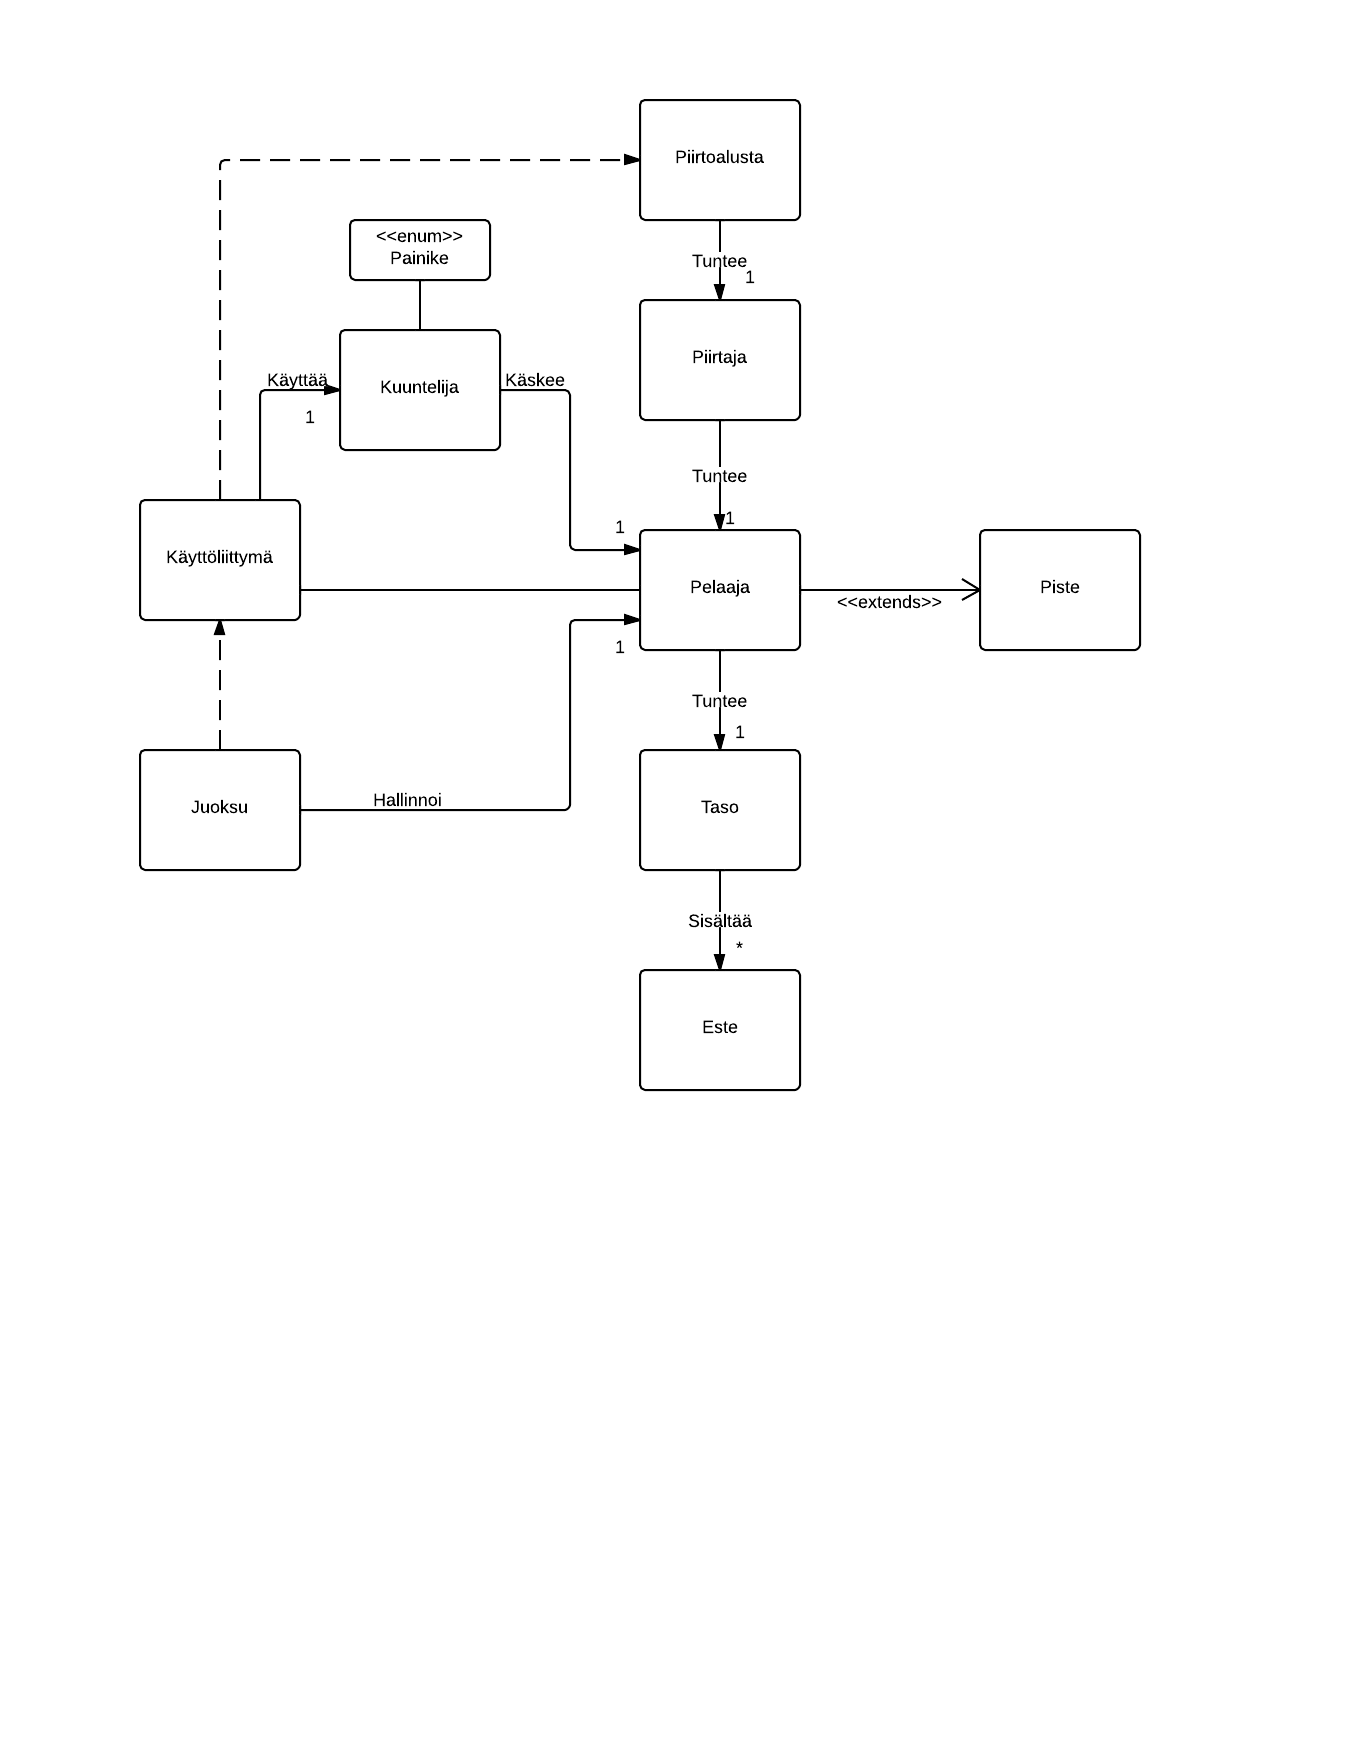 Piirtoalusta
<<enum>>
Painike
Tuntee
1
Piirtaja
Käyttää
1
Kuuntelija
Käskee
Tuntee
1
1
Käyttöliittymä
Pelaaja
<<extends>>
Piste
1
Tuntee
1
Juoksu
Hallinnoi
Taso
Sisältää
*
Este